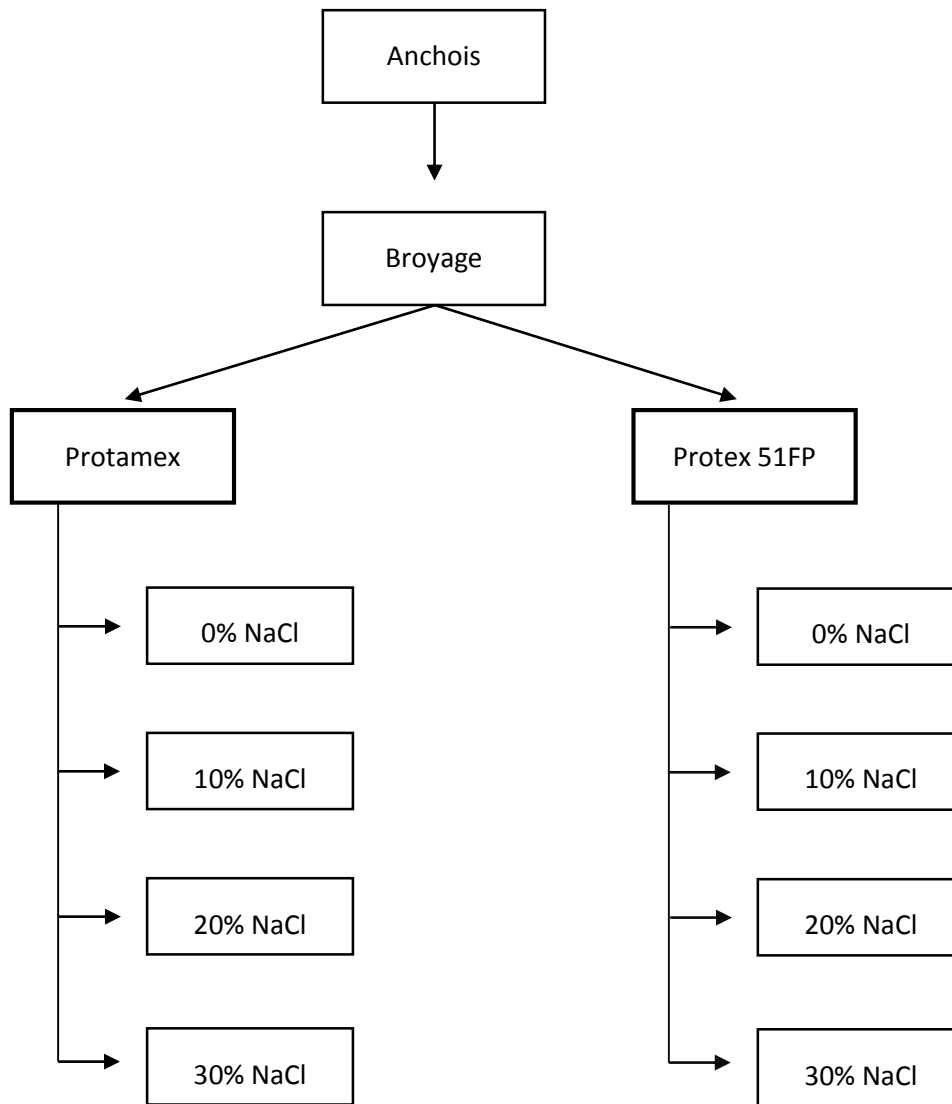 Anchois
Broyage
Protamex
Protex 51FP
0% NaCl
0% NaCl
10% NaCl
10% NaCl
20% NaCl
20% NaCl
30% NaCl
30% NaCl